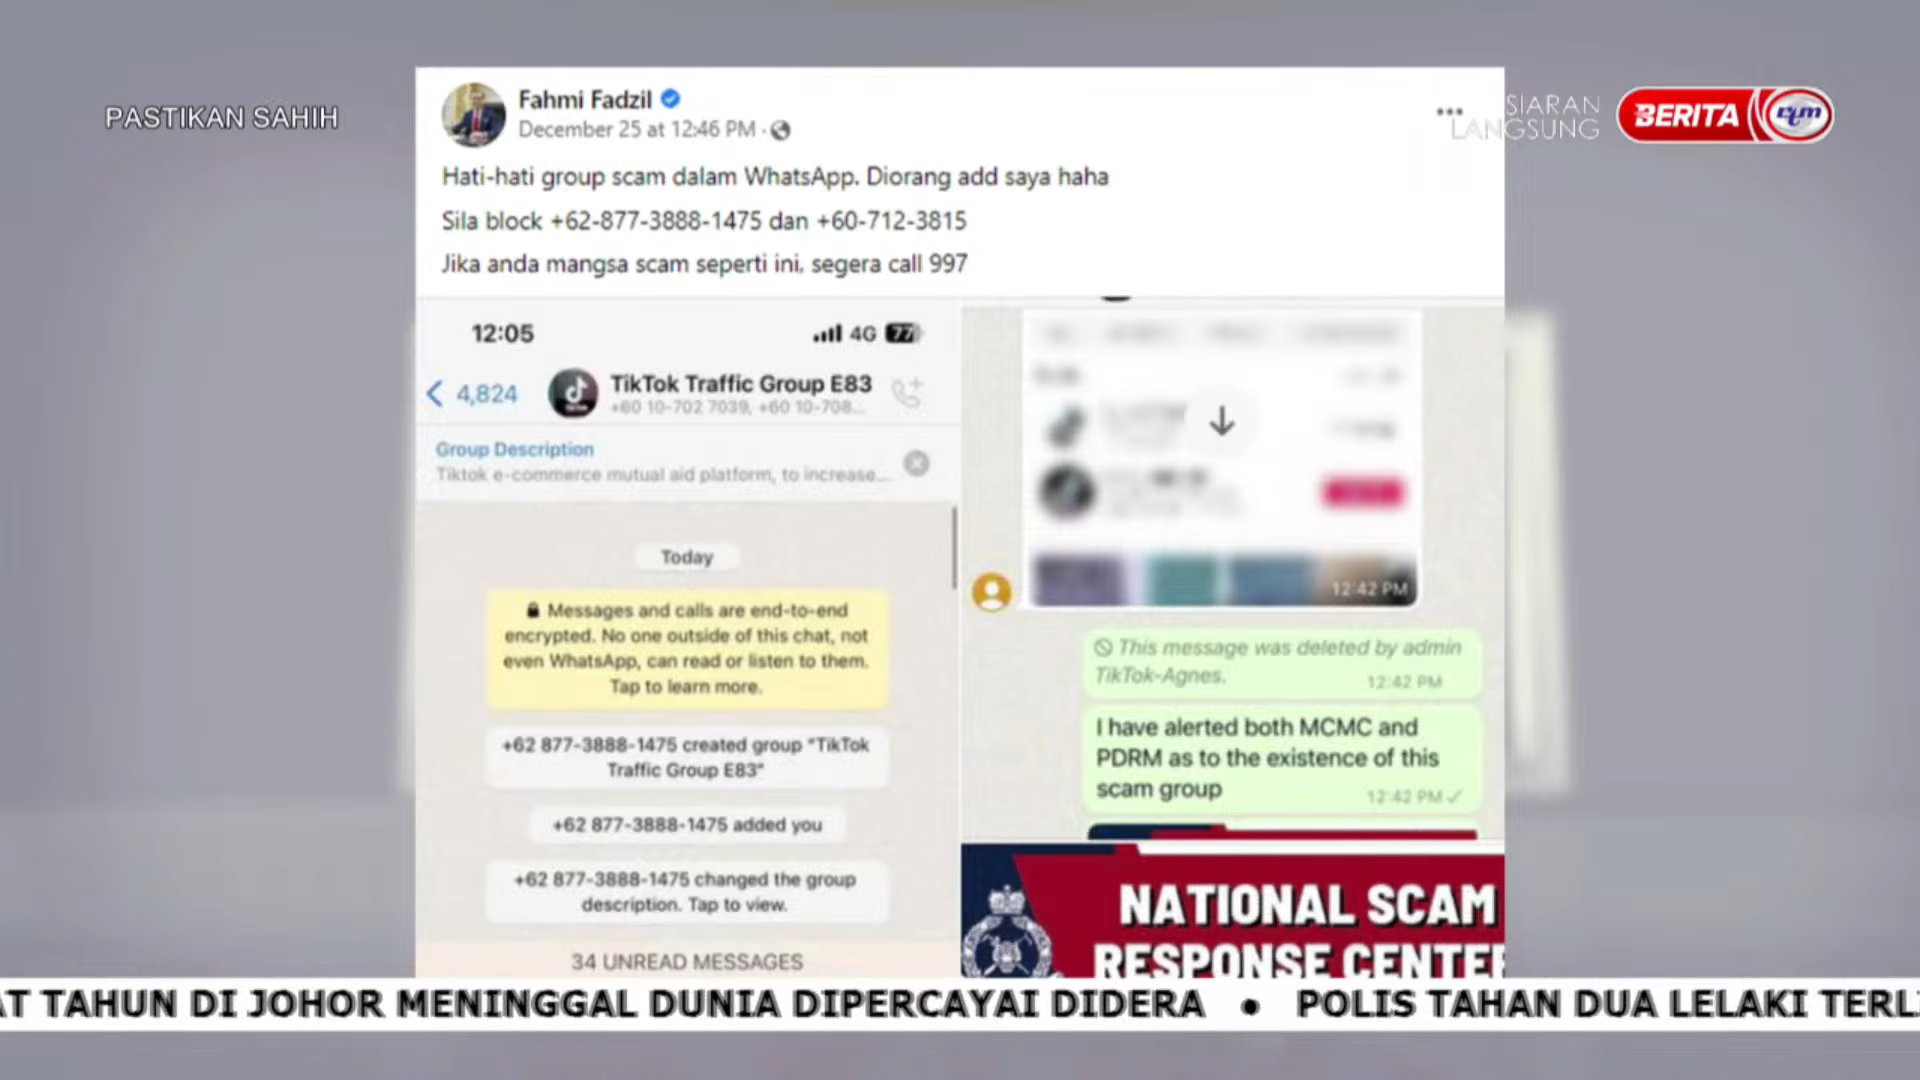 PASTIKAN SAHIH
SIARAN
LANGSUNG
BERITA rtm
Fahmi Fadzil
December 25 at 12:46 PM ·
Hati-hati group scam dalam WhatsApp. Diorang add saya haha
Sila block +62-877-3888-1475 dan +60-712-3815
Jika anda mangsa scam seperti ini, segera call 997
12:05
4G 77
4,824
TikTok Traffic Group E83
+60 10-702 7039, +60 10-708...
Group Description
Tiktok e-commerce mutual aid platform, to increase...
Today
Messages and calls are end-to-end
encrypted. No one outside of this chat, not
even WhatsApp, can read or listen to them.
Tap to learn more.
+62 877-3888-1475 created group "TikTok
Traffic Group E83"
+62 877-3888-1475 added you
+62 877-3888-1475 changed the group
description. Tap to view.
34 UNREAD MESSAGES
12:42 PM
This message was deleted by admin
TikTok-Agnes.
12:42 PM
I have alerted both MCMC and
PDRM as to the existence of this
scam group
12:42 PM
NATIONAL SCAM
RESPONSE CENTE
AT TAHUN DI JOHOR MENINGGAL DUNIA DIPERCAYAI DIDERA • POLIS TAHAN DUA LELAKI TERL